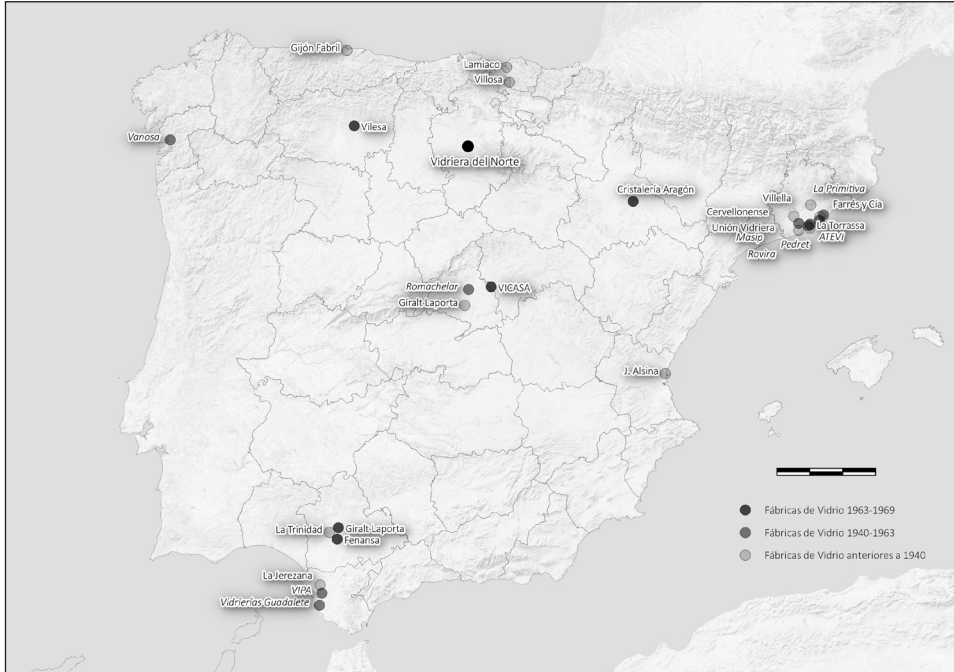 Gijón Fabril
Lamiaco
Villosa
Vanosa
Vilesa
Vidriera del Norte
Cristalería Aragón
La Primitiva
Villella
Farrés y Cía
Cervellonense
Unión Vidriera
La Torrassa
Masip
ATEVI
Pedret
Rovira
Romachelar
VICASA
Giralt-Laporta
J. Alsina
La Trinidad
Giralt-Laporta
Fenansa
La Jerezana
VIPA
Vidrierías Guadalete
Fábricas de Vidrio 1963-1969
Fábricas de Vidrio 1940-1963
Fábricas de Vidrio anteriores a 1940